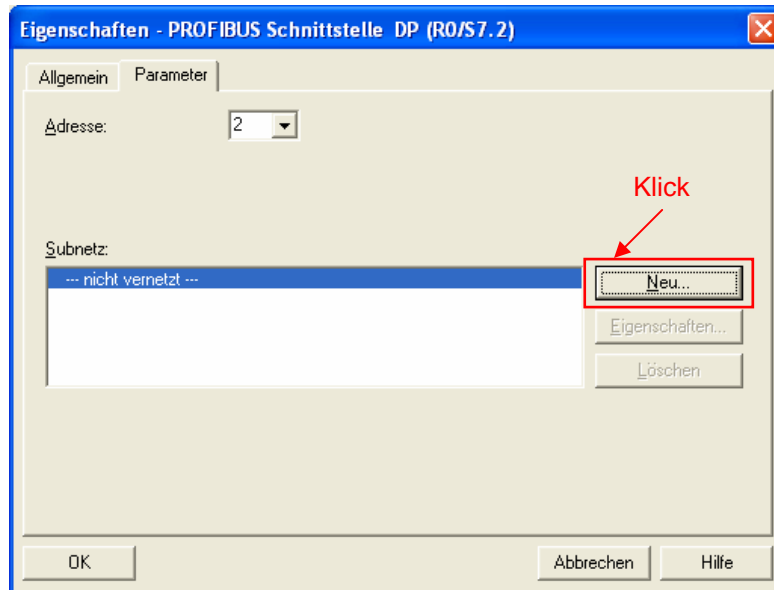 Eigenschaften - PROFIBUS Schnittstelle DP (R0/S7.2)
Allgemein Parameter
Adresse: 2
Klick
Subnetz:
--- nicht vernetzt ---
Neu...
Eigenschaften...
Löschen
OK Abbrechen Hilfe